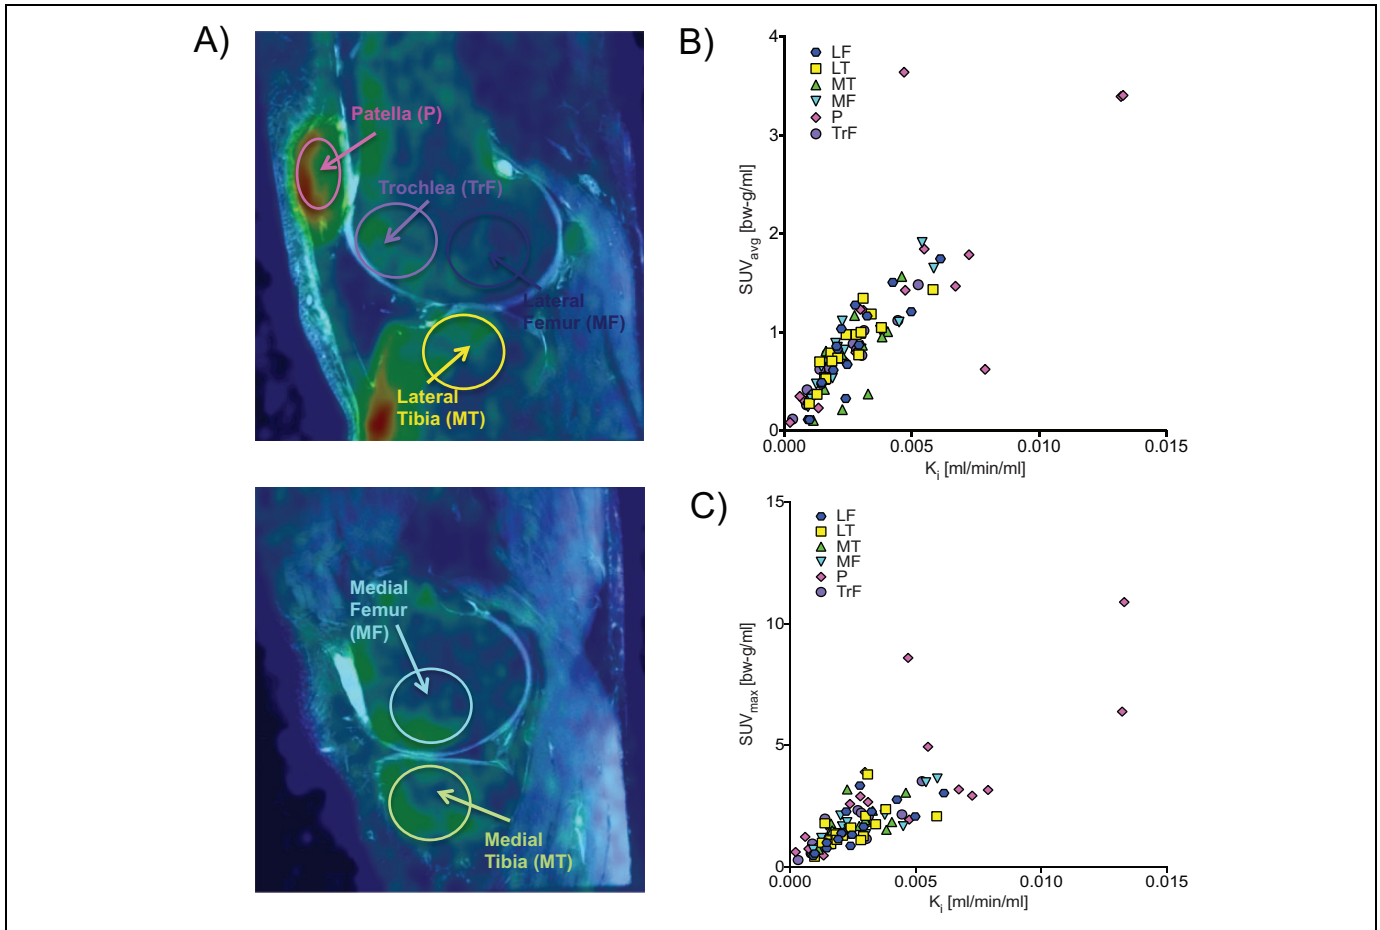 A)
Patella (P)
Trochlea (TrF)
Lateral
Femur (MF)
Lateral
Tibia (MT)
Medial
Femur
(MF)
Medial
Tibia (MT)
B)
4
3
2
1
0
SUVavg [bw-g/ml]
LF
LT
MT
MF
P
TrF
0.000
0.005
0.010
0.015
Ki [ml/min/ml]
C)
15
10
5
0
SUVmax [bw-g/ml]
LF
LT
MT
MF
P
TrF
0.000
0.005
0.010
0.015
Ki [ml/min/ml]